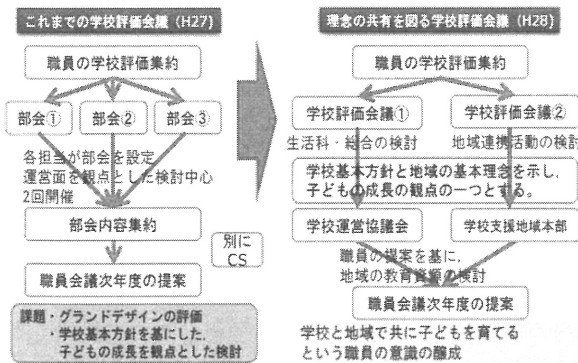 これまでの学校評価会議（H27）
職員の学校評価集約
部会①
部会②
部会③
各担当が部会を設定
運営面を観点とした検討中心
2回開催
部会内容集約
別に
CS
職員会議次年度の提案
課題・グランドデザインの評価
・学校基本方針を基にした、
子どもの成長を観点とした検討
理念の共有を図る学校評価会議（H28）
職員の学校評価集約
学校評価会議①
学校評価会議②
生活科・総合の検討
地域連携活動の検討
学校基本方針と地域の基本理念を示し、
子どもの成長の観点の一つとする。
学校運営協議会
学校支援地域本部
職員の提案を基に、
地域の教育資源の検討
職員会議次年度の提案
学校と地域で共に子どもを育てる
という職員の意識の醸成